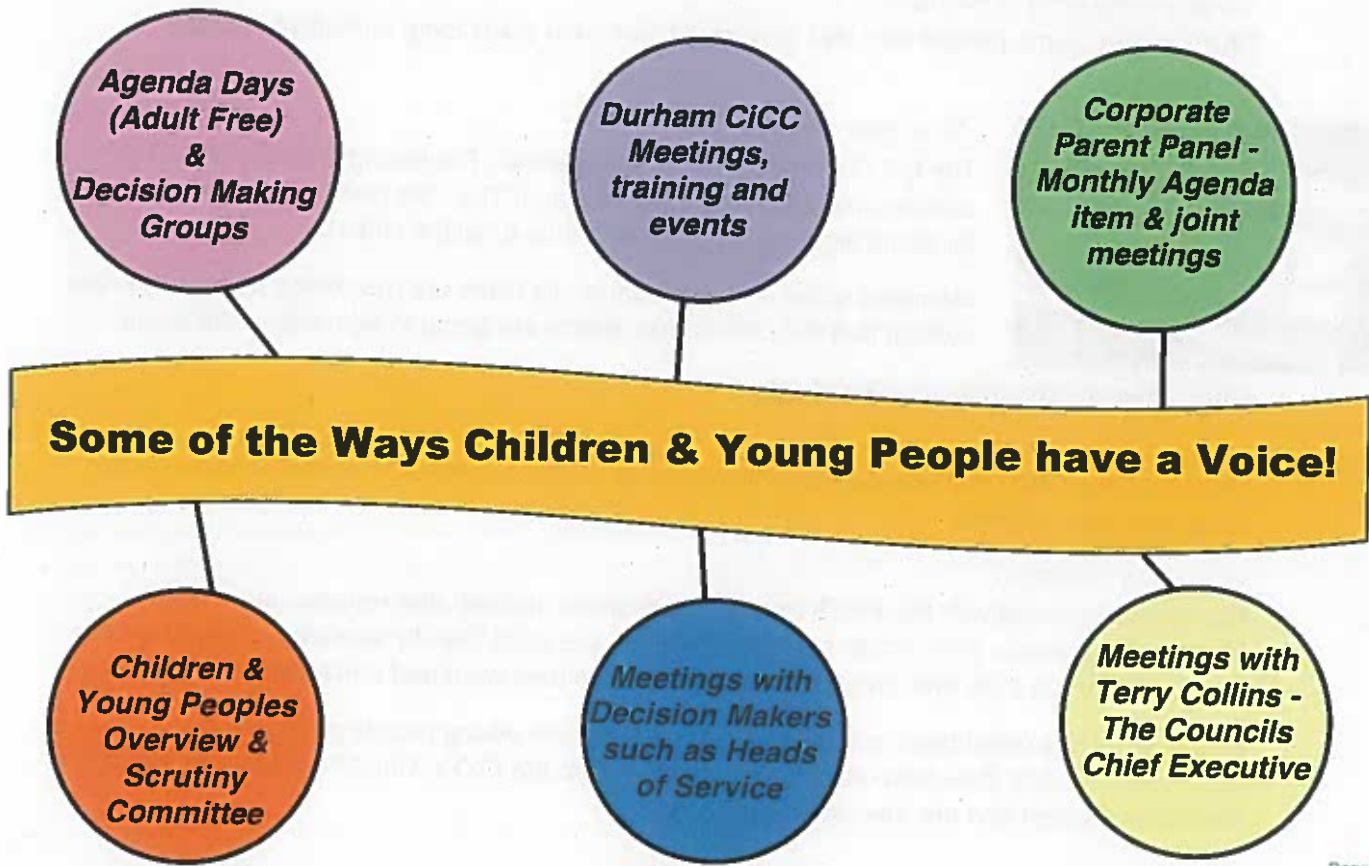 Agenda Days
(Adult Free)
&
Decision Making
Groups
Durham CiCC
Meetings,
training and
events
Corporate
Parent Panel -
Monthly Agenda
item & joint
meetings
Some of the Ways Children & Young People have a Voice!
Children &
Young Peoples
Overview &
Scrutiny
Committee
Meetings with
Decision Makers
such as Heads
of Service
Meetings with
Terry Collins -
The Councils
Chief Executive